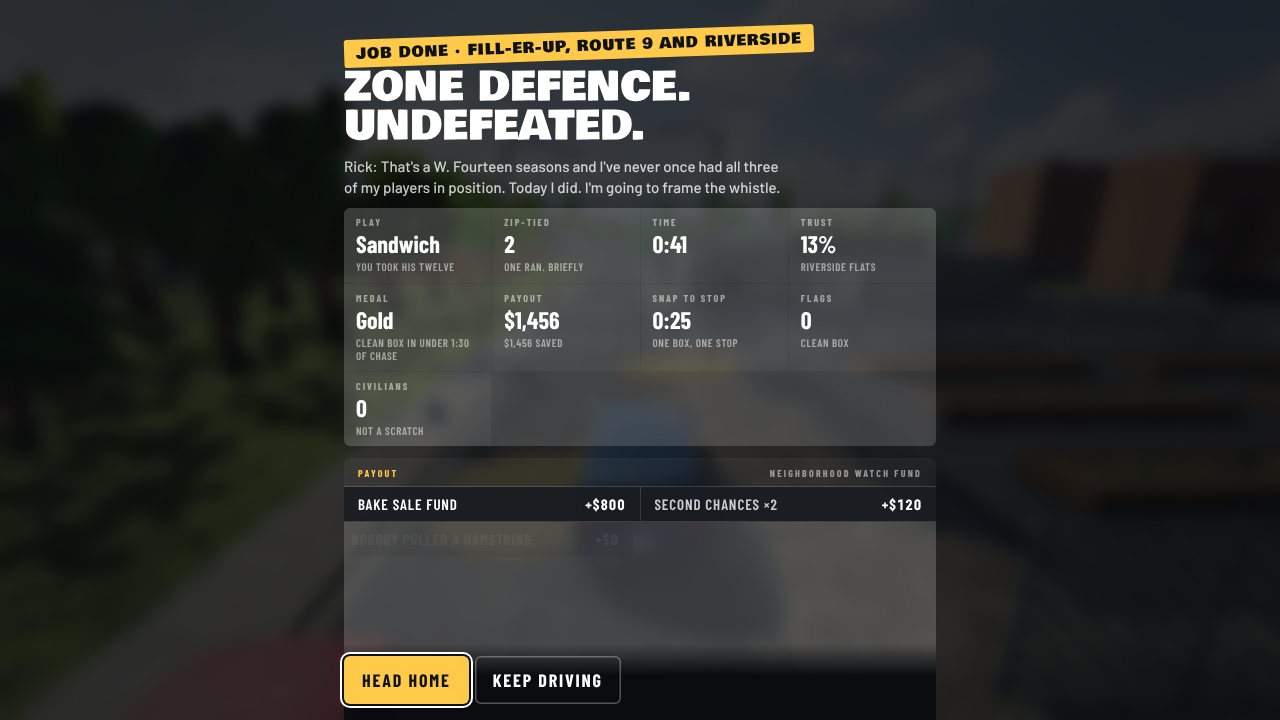 JOB DONE · FILL-ER-UP, ROUTE 9 AND RIVERSIDE
ZONE DEFENCE.
UNDEFEATED.
Rick: That's a W. Fourteen seasons and I've never once had all three
of my players in position. Today I did. I'm going to frame the whistle.
PLAY
Sandwich
YOU TOOK HIS TWELVE
ZIP-TIED
2
ONE RAN. BRIEFLY
TIME
0:41
TRUST
13%
RIVERSIDE FLATS
MEDAL
Gold
CLEAN BOX IN UNDER 1:30
OF CHASE
PAYOUT
$1,456
$1,456 SAVED
SNAP TO STOP
0:25
ONE BOX, ONE STOP
FLAGS
0
CLEAN BOX
CIVILIANS
0
NOT A SCRATCH
PAYOUT
NEIGHBORHOOD WATCH FUND
BAKE SALE FUND +$800
SECOND CHANCES ×2 +$120
NOBODY PULLED A HAMSTRING +$0
HEAD HOME
KEEP DRIVING